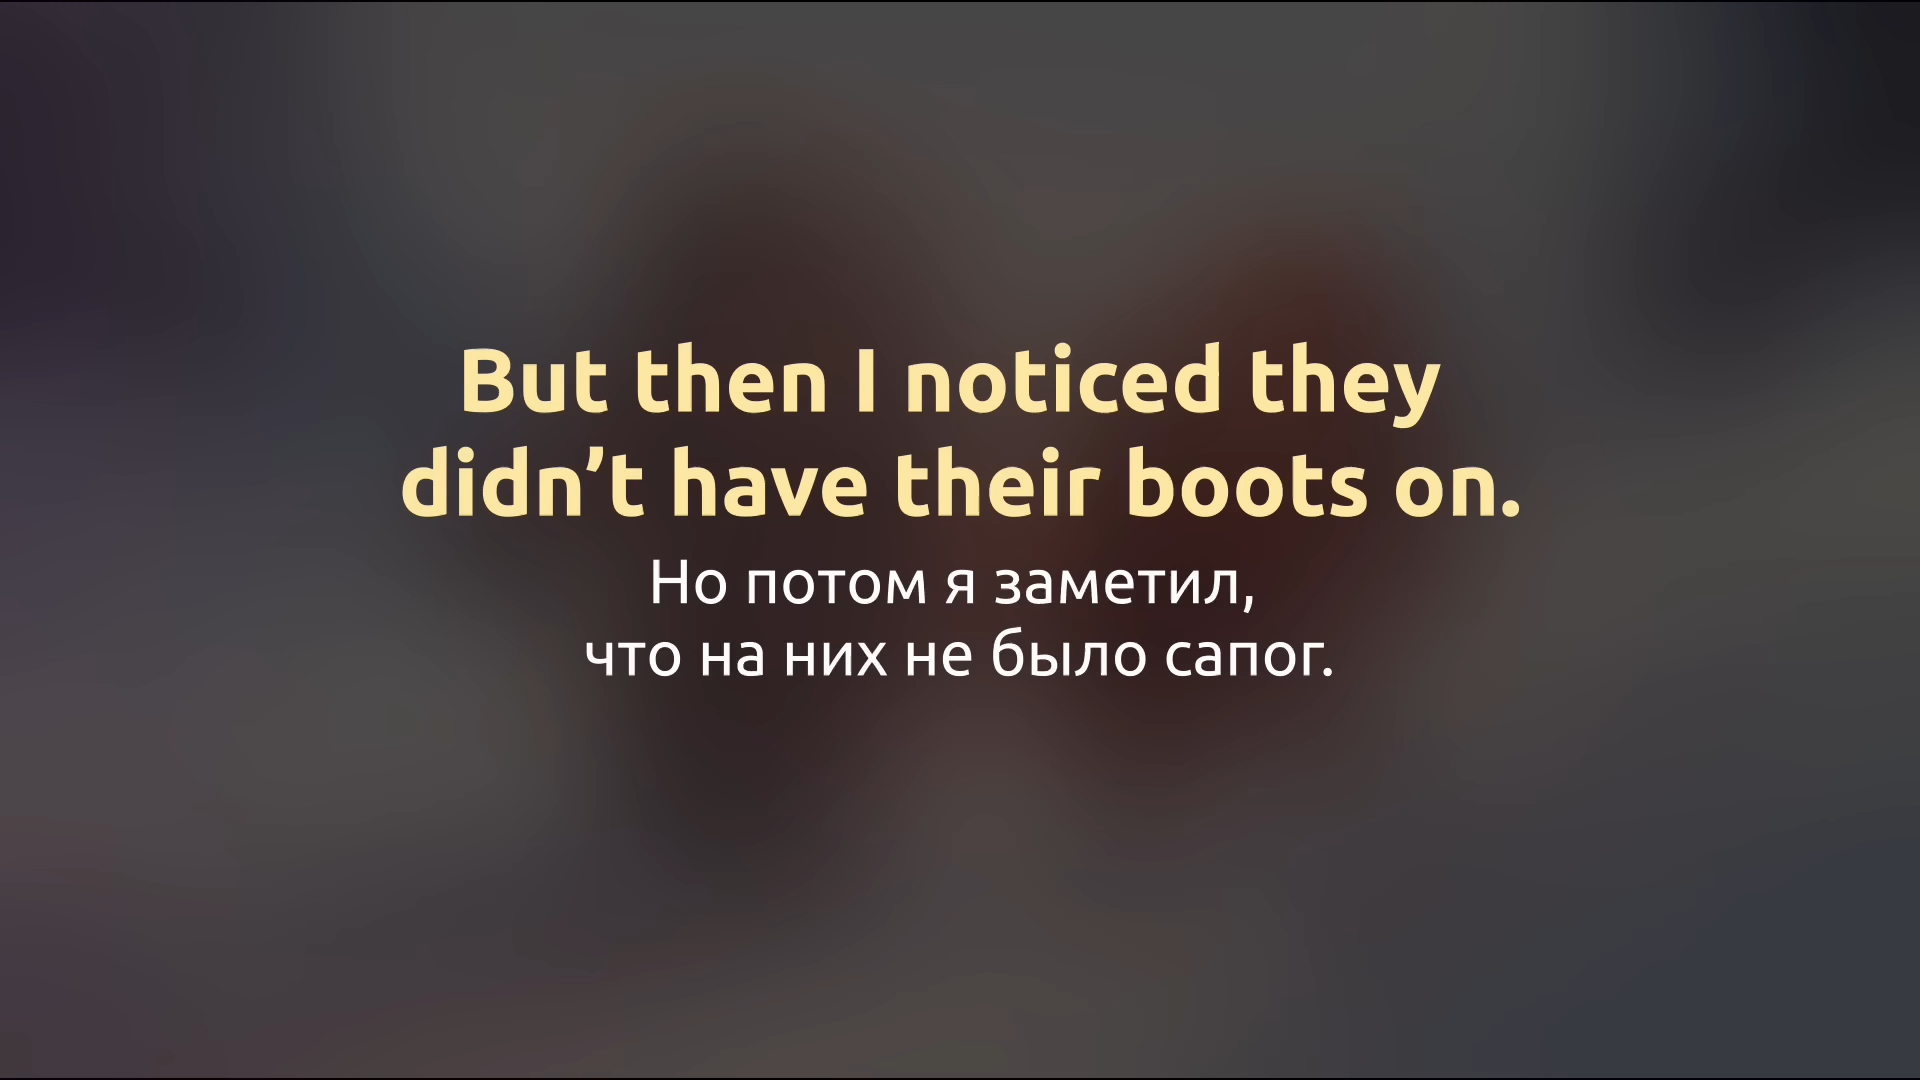 But then I noticed they
didn’t have their boots on.
Но потом я заметил,
что на них не было сапог.